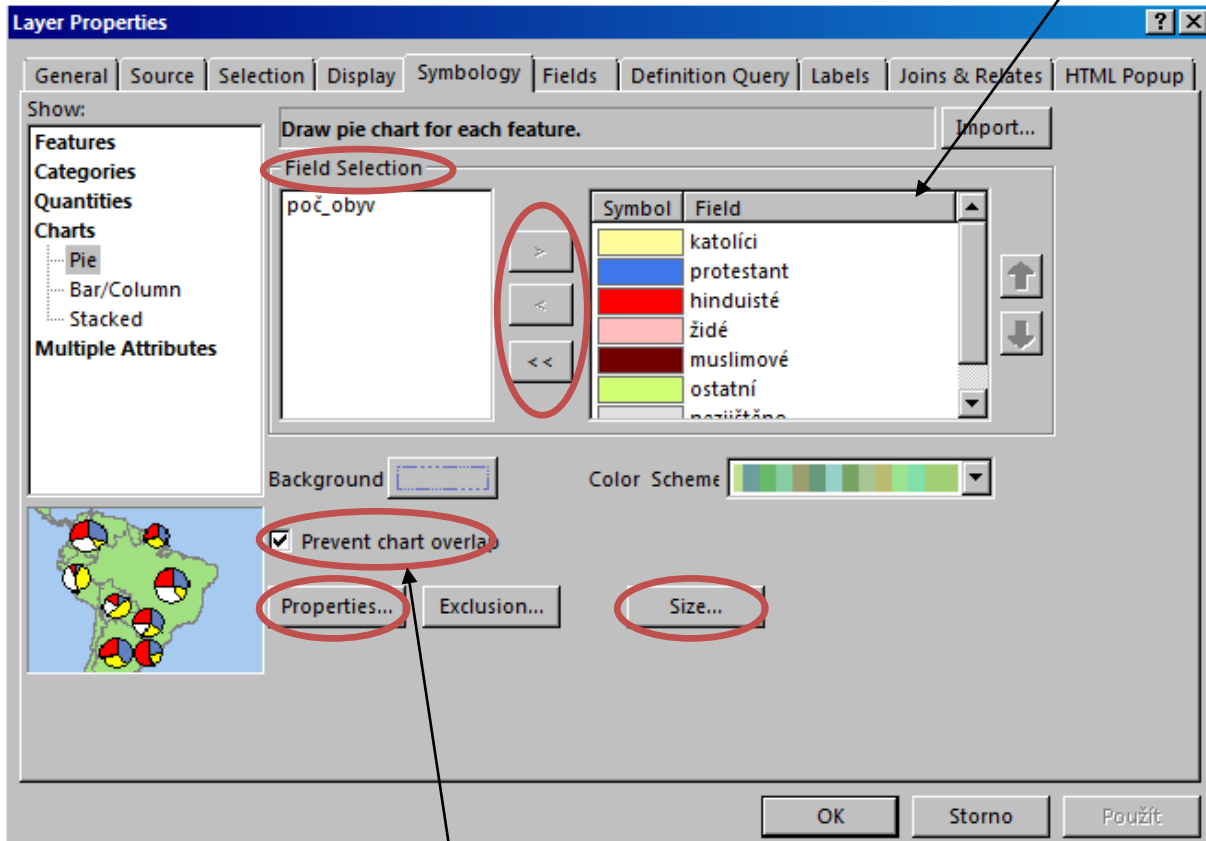 Layer Properties
General Source Selection Display Symbology Fields Definition Query Labels Joins & Relates HTML Popup
Show:
Features
Categories
Quantities
Charts
Pie
Bar/Column
Stacked
Multiple Attributes
Draw pie chart for each feature.
Import...
Field Selection
poč_obyv
>
<
<<
Symbol Field
katolíci
protestant
hinduisté
židé
muslimové
ostatní
nezjištěno
Background
Color Scheme
Prevent chart overlap
Properties... Exclusion... Size...
OK Storno Použít